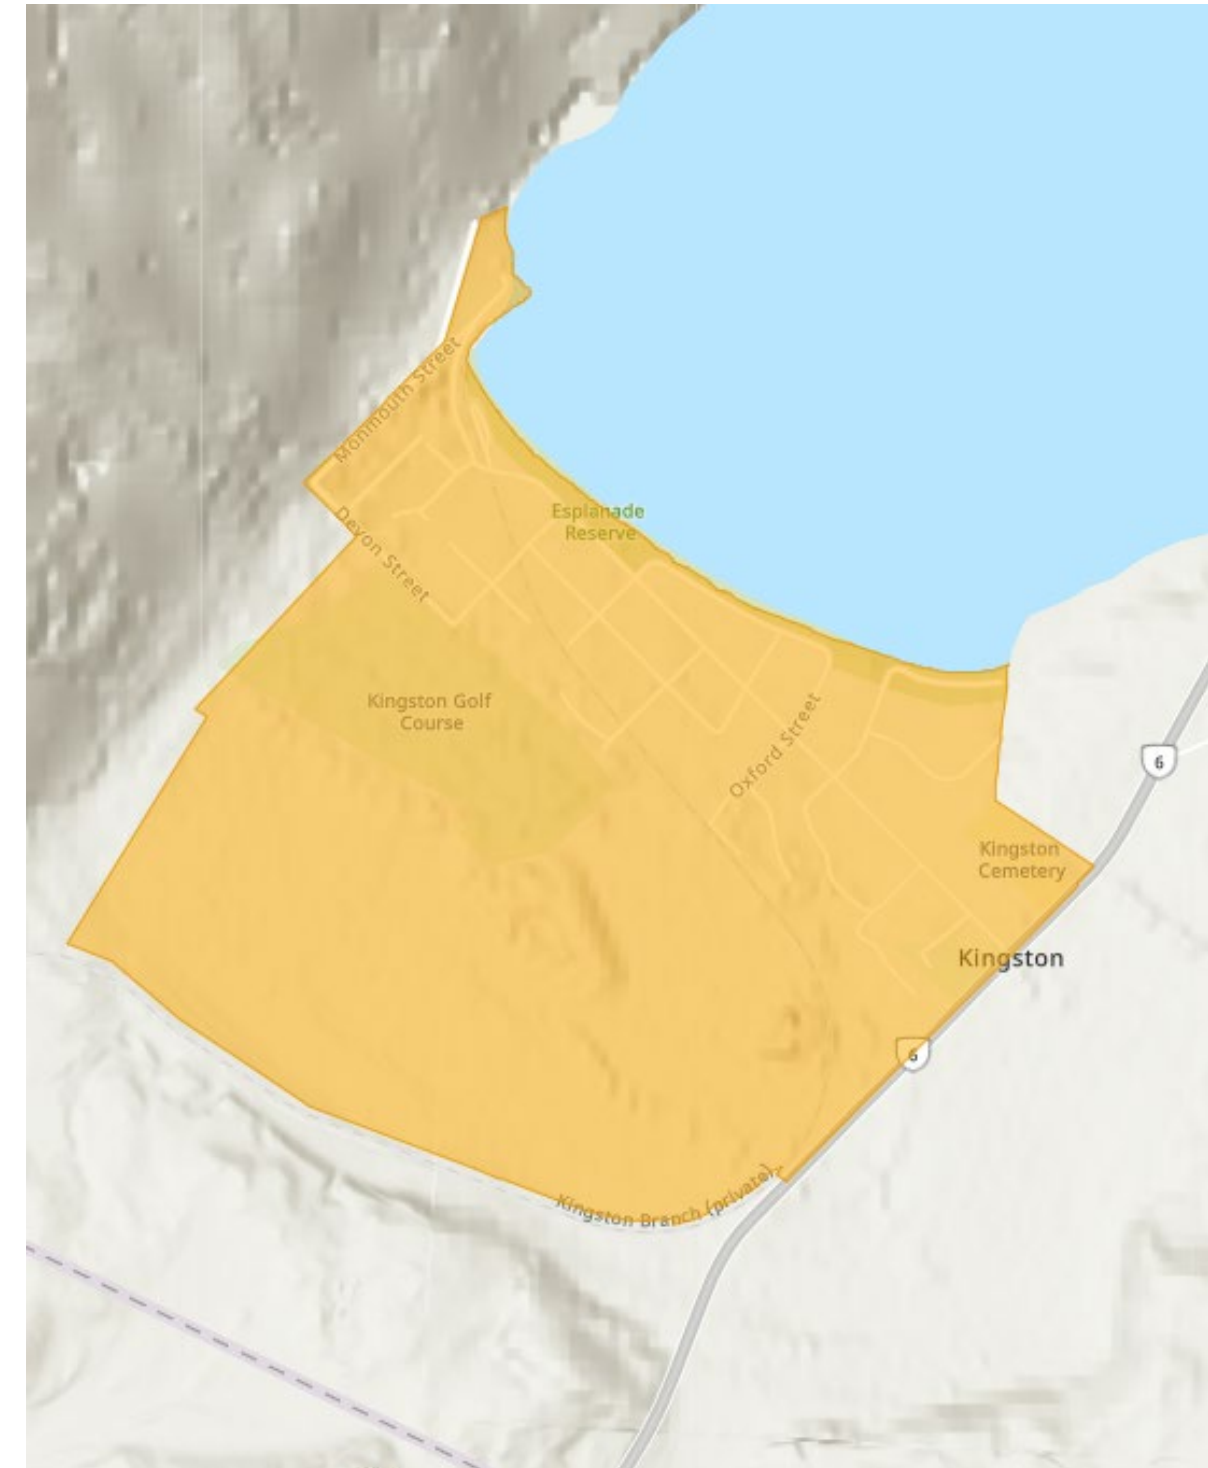 Monmouth Street
Devon Street
Esplanade
Reserve
Kingston Golf
Course
Oxford Street
6
Kingston
Cemetery
Kingston
6
Kingston Branch (private)